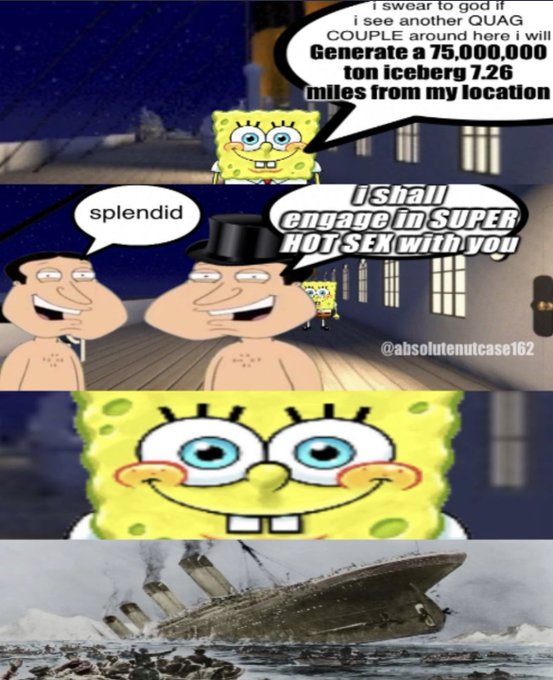 i swear to god if
i see another QUAG
COUPLE around here i will
Generate a 75,000,000
ton iceberg 7.26
miles from my location
splendid
i shall
engage in SUPER
HOT SEX with you
@absolutenutcase162